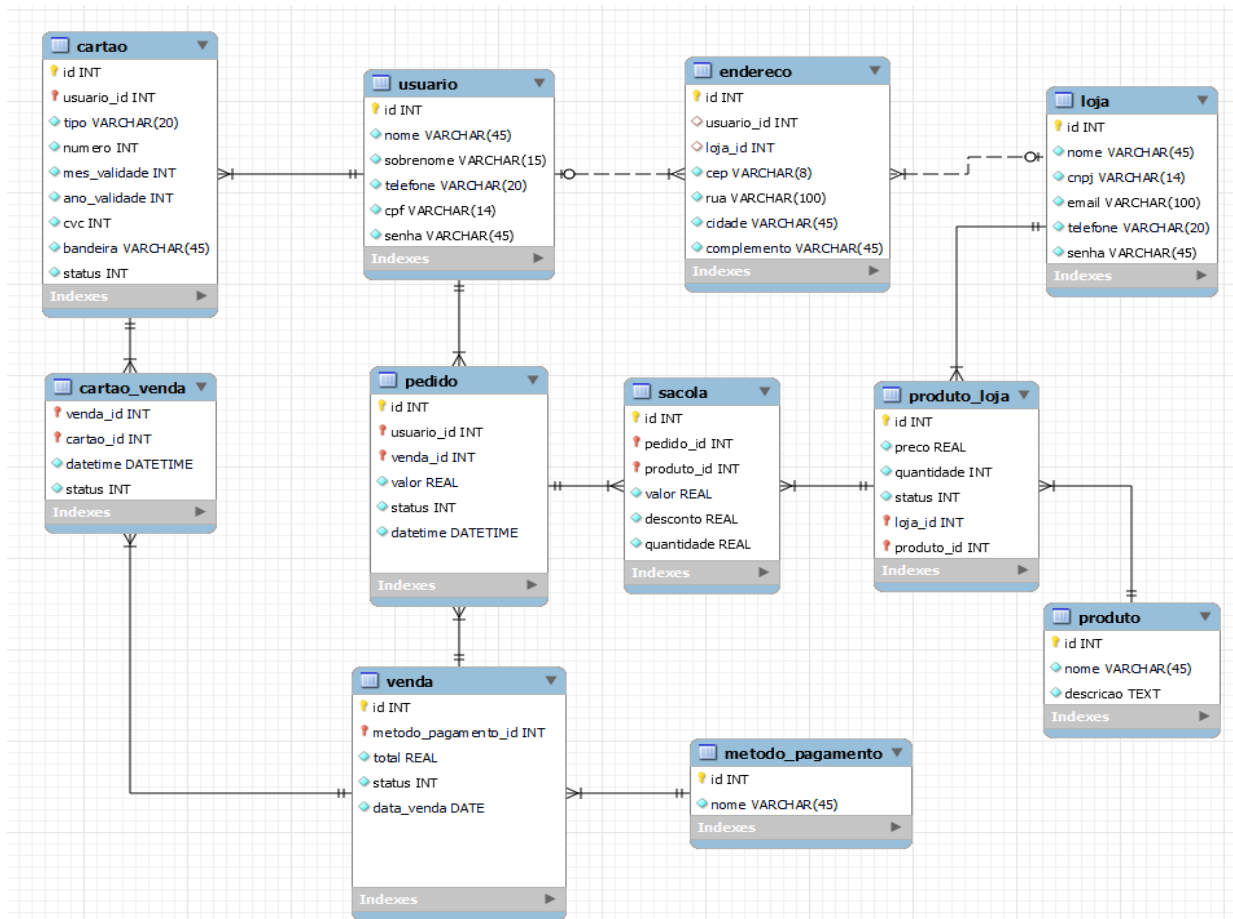 cartao
id INT
usuario_id INT
tipo VARCHAR(20)
numero INT
mes_validade INT
ano_validade INT
cvc INT
bandeira VARCHAR(45)
status INT
Indexes
usuario
id INT
nome VARCHAR(45)
sobrenome VARCHAR(15)
telefone VARCHAR(20)
cpf VARCHAR(14)
senha VARCHAR(45)
Indexes
endereco
id INT
usuario_id INT
loja_id INT
cep VARCHAR(8)
rua VARCHAR(100)
cidade VARCHAR(45)
complemento VARCHAR(45)
Indexes
loja
id INT
nome VARCHAR(45)
cnpj VARCHAR(14)
email VARCHAR(100)
telefone VARCHAR(20)
senha VARCHAR(45)
Indexes
cartao_venda
venda_id INT
cartao_id INT
datetime DATETIME
status INT
Indexes
pedido
id INT
usuario_id INT
venda_id INT
valor REAL
status INT
datetime DATETIME
Indexes
sacola
id INT
pedido_id INT
produto_id INT
valor REAL
desconto REAL
quantidade REAL
Indexes
produto_loja
id INT
preco REAL
quantidade INT
status INT
loja_id INT
produto_id INT
Indexes
produto
id INT
nome VARCHAR(45)
descricao TEXT
Indexes
venda
id INT
metodo_pagamento_id INT
total REAL
status INT
data_venda DATE
Indexes
metodo_pagamento
id INT
nome VARCHAR(45)
Indexes